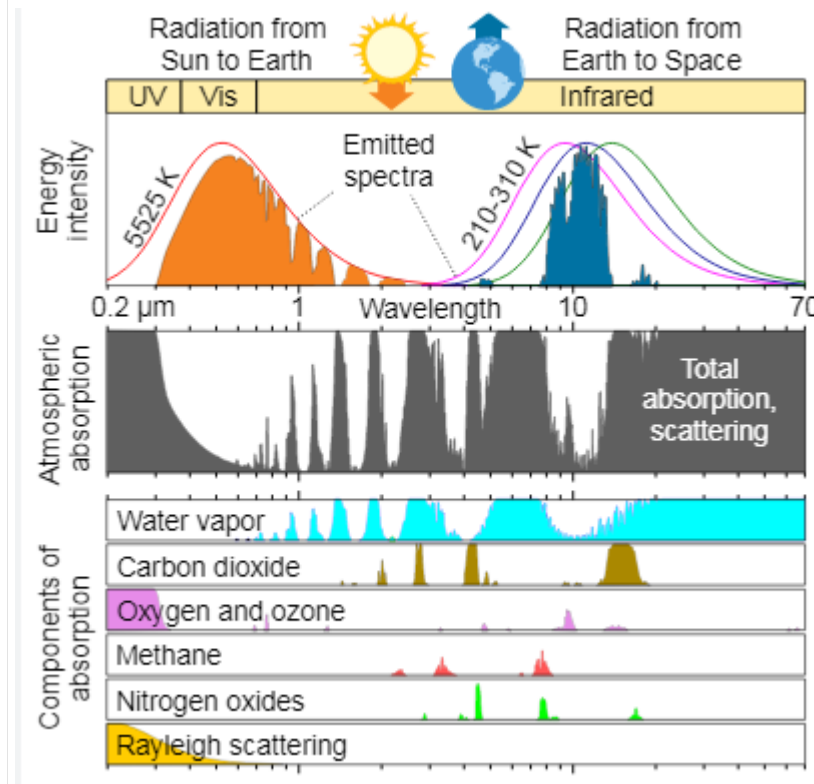 Radiation from
Sun to Earth
Radiation from
Earth to Space
UV
Vis
Infrared
Energy
intensity
5525 K
Emitted
spectra
210-310 K
0.2 µm
1
Wavelength
10
70
Atmospheric
absorption
Total
absorption,
scattering
Components of
absorption
Water vapor
Carbon dioxide
Oxygen and ozone
Methane
Nitrogen oxides
Rayleigh scattering